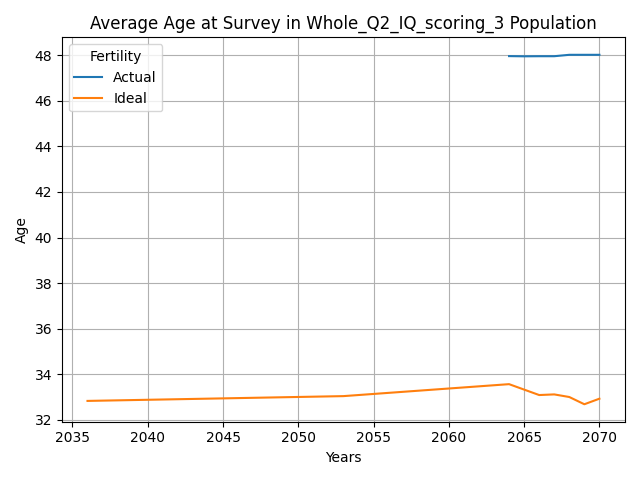 Average Age at Survey in Whole_Q2_IQ_scoring_3 Population
Fertility
Actual
Ideal
48
46
44
42
40
38
36
34
32
Age
2035 2040 2045 2050 2055 2060 2065 2070
Years